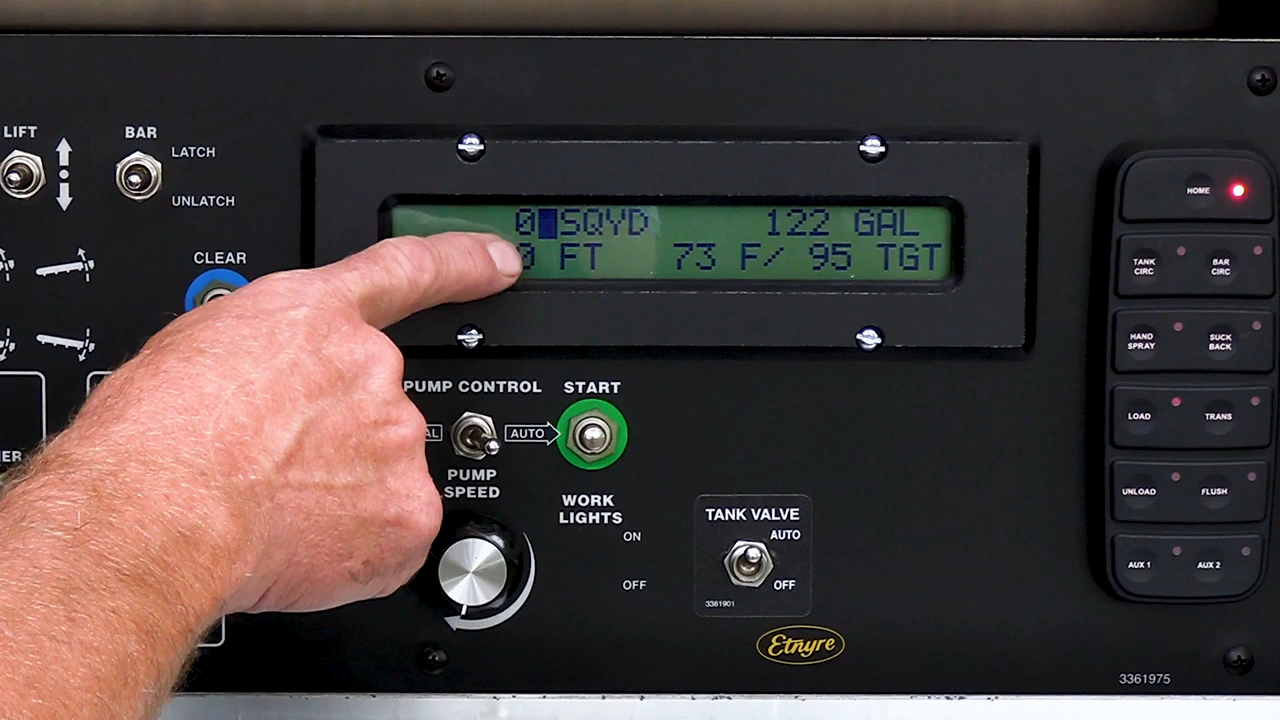 LIFT
BAR
LATCH
UNLATCH
CLEAR
0 SQYD 122 GAL
0 FT 73 F/ 95 TGT
PUMP CONTROL
AUTO
START
PUMP
SPEED
WORK
LIGHTS
ON
OFF
TANK VALVE
AUTO
OFF
3361901
Etnyre
HOME
TANK
CIRC
BAR
CIRC
HAND
SPRAY
SUCK
BACK
LOAD
TRANS
UNLOAD
FLUSH
AUX 1
AUX 2
3361975